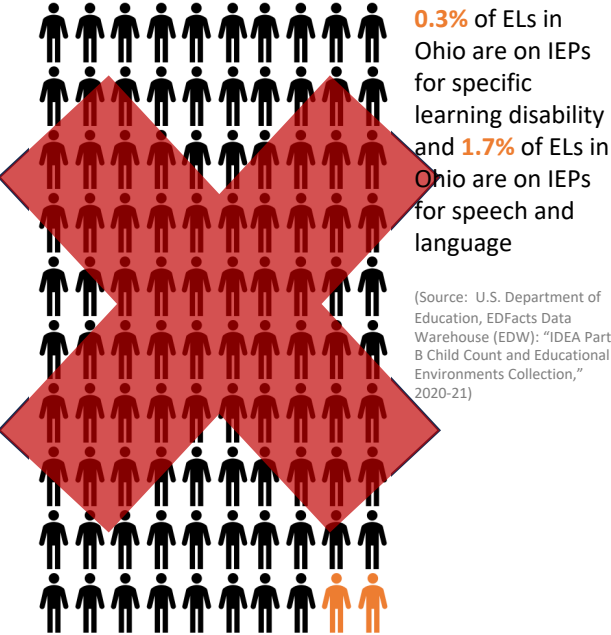 0.3% of ELs in
Ohio are on IEPs
for specific
learning disability
and 1.7% of ELs in
Ohio are on IEPs
for speech and
language
(Source: U.S. Department of
Education, EDFacts Data
Warehouse (EDW): “IDEA Part
B Child Count and Educational
Environments Collection,”
2020-21)